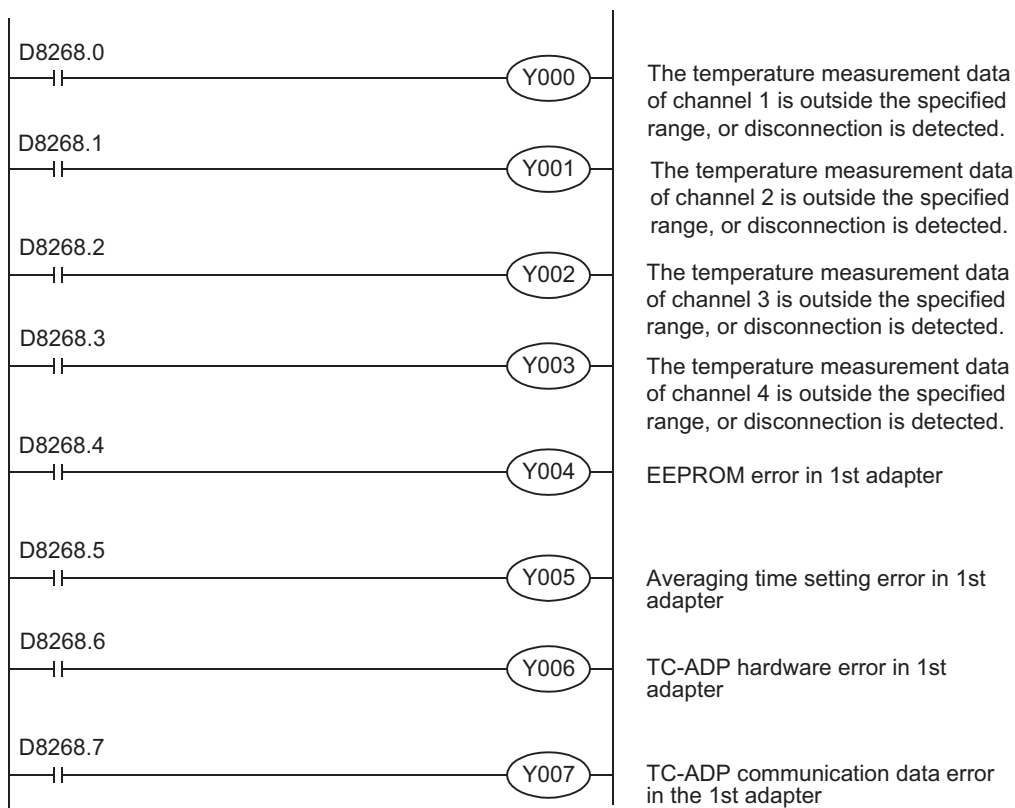 D8268.0
Y000
The temperature measurement data
of channel 1 is outside the specified
range, or disconnection is detected.
D8268.1
Y001
The temperature measurement data
of channel 2 is outside the specified
range, or disconnection is detected.
D8268.2
Y002
The temperature measurement data
of channel 3 is outside the specified
range, or disconnection is detected.
D8268.3
Y003
The temperature measurement data
of channel 4 is outside the specified
range, or disconnection is detected.
D8268.4
Y004
EEPROM error in 1st adapter
D8268.5
Y005
Averaging time setting error in 1st
adapter
D8268.6
Y006
TC-ADP hardware error in 1st
adapter
D8268.7
Y007
TC-ADP communication data error
in the 1st adapter